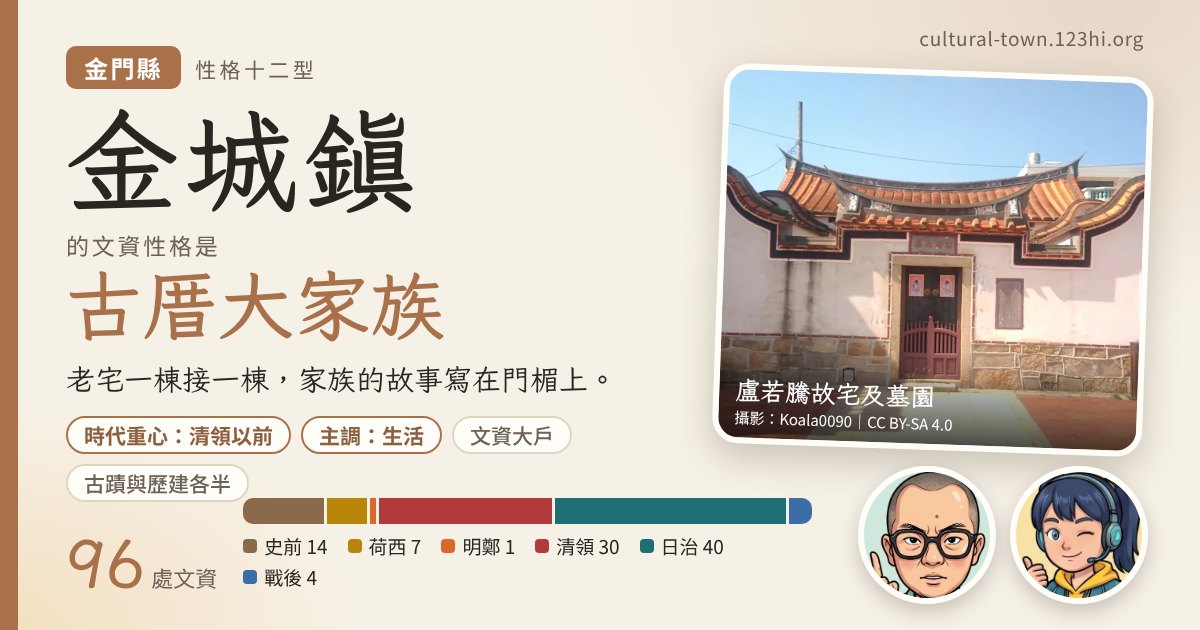 cultural-town.123hi.org
金門縣 性格十二型
金城鎮
的文資性格是
古厝大家族
老宅一棟接一棟，家族的故事寫在門楣上。
時代重心：清領以前 主調：生活 文資大戶
古蹟與歷建各半
盧若騰故宅及墓園
攝影：Koala0090｜CC BY-SA 4.0
96 處文資
史前 14 荷西 7 明鄭 1 清領 30 日治 40
戰後 4